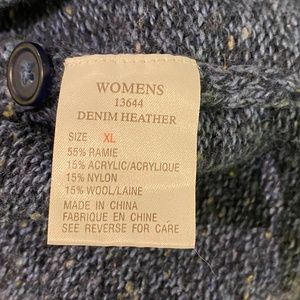 WOMENS
13644
DENIM HEATHER
SIZE XL
55% RAMIE
15% ACRYLIC/ACRYLIQUE
15% NYLON
15% WOOL/LAINE
MADE IN CHINA
FABRIQUE EN CHINE
SEE REVERSE FOR CARE